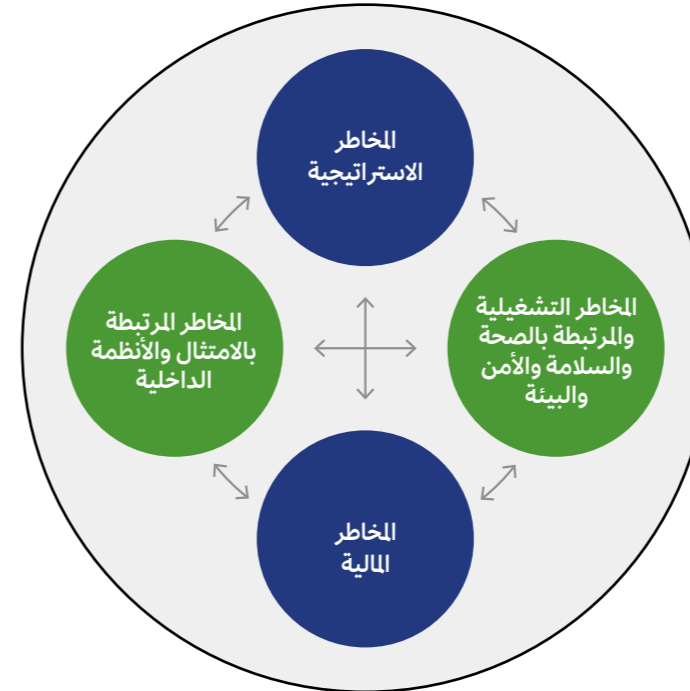 المخاطر
الاستراتيجية
المخاطر التشغيلية
والمرتبطة بالصحة
والسلامة والأمن
والبيئة
المخاطر المرتبطة
بالامتثال والأنظمة
الداخلية
المخاطر
المالية